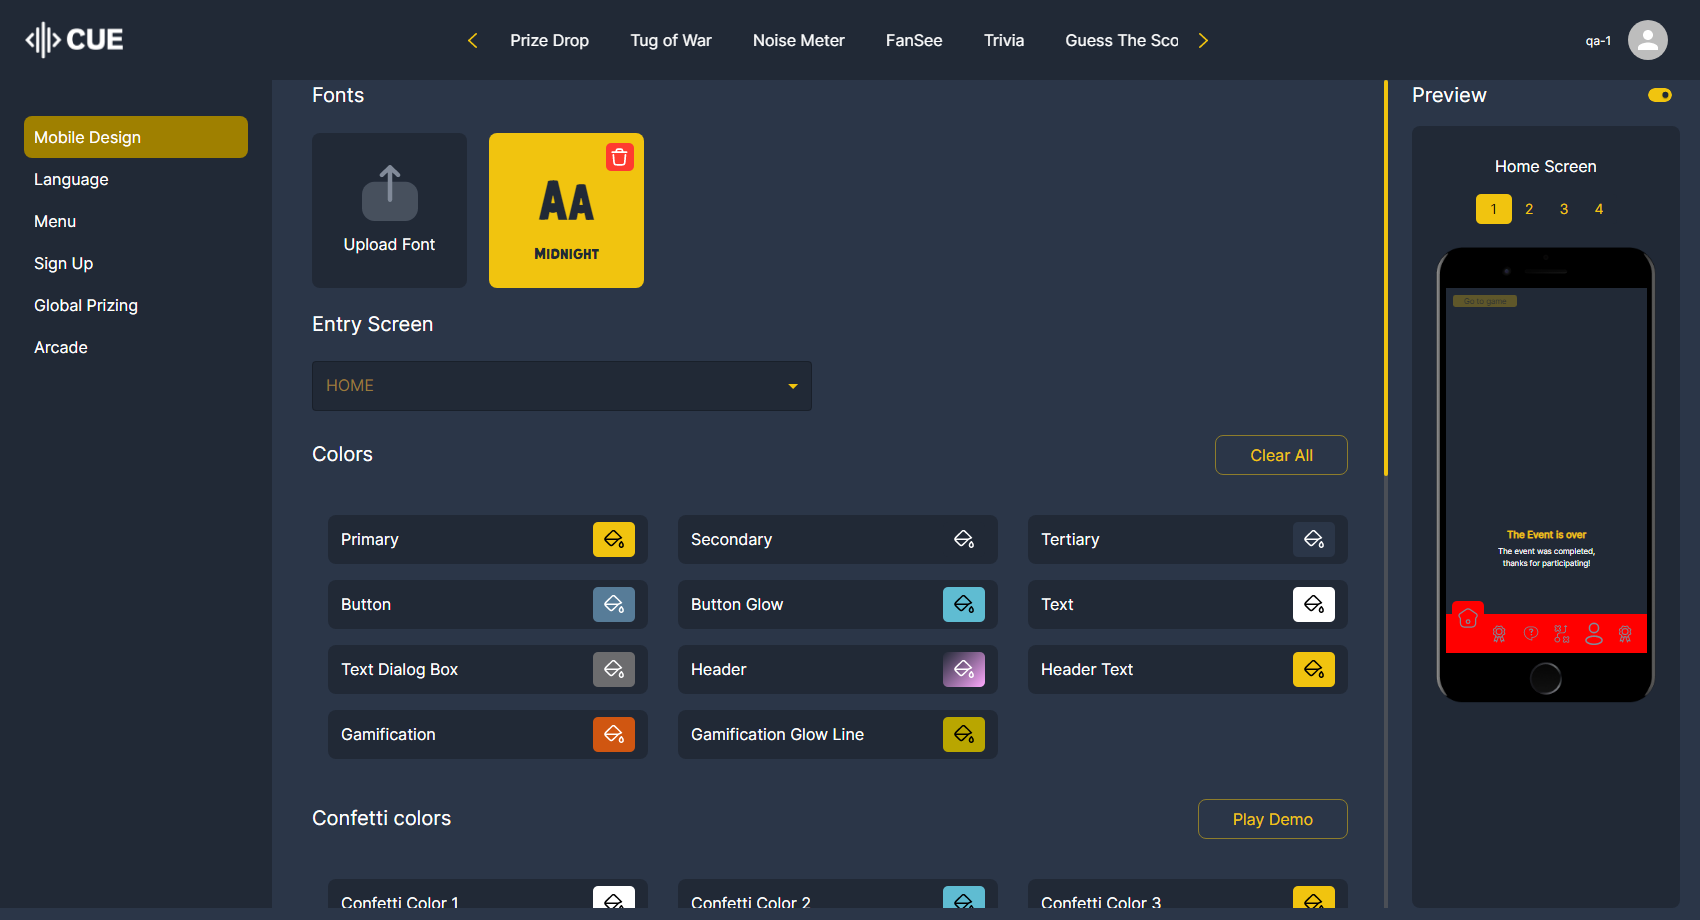 CUE
Prize Drop
Tug of War
Noise Meter
FanSee
Trivia
Guess The Sco
qa-1
Mobile Design
Language
Menu
Sign Up
Global Prizing
Arcade
Fonts
Upload Font
AA
MIDNIGHT
Entry Screen
HOME
Colors
Clear All
Primary
Secondary
Tertiary
Button
Button Glow
Text
Text Dialog Box
Header
Header Text
Gamification
Gamification Glow Line
Confetti colors
Play Demo
Confetti Color 1
Confetti Color 2
Confetti Color 3
Preview
Home Screen
1 2 3 4
Go to game
The Event is over
The event was completed,
thanks for participating!